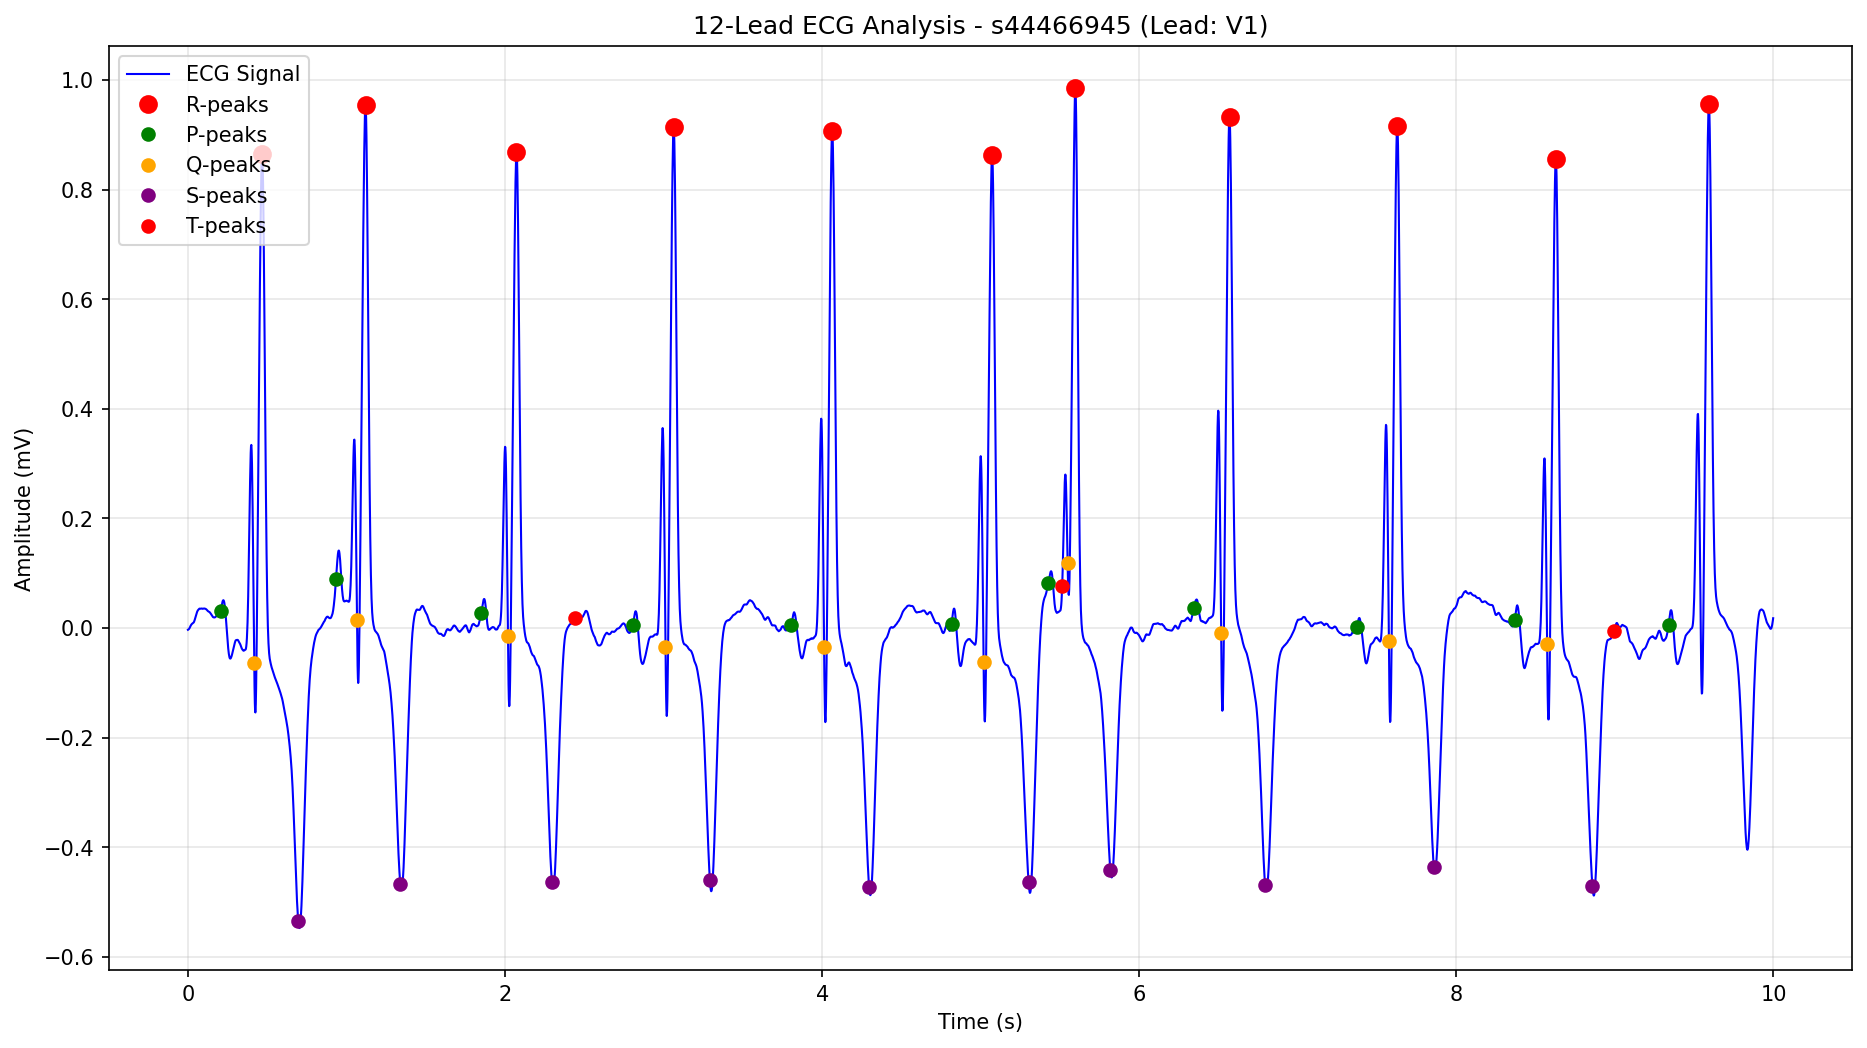 12-Lead ECG Analysis - s44466945 (Lead: V1)
ECG Signal
R-peaks
P-peaks
Q-peaks
S-peaks
T-peaks
Amplitude (mV)
1.0
0.8
0.6
0.4
0.2
0.0
−0.2
−0.4
−0.6
0 2 4 6 8 10
Time (s)